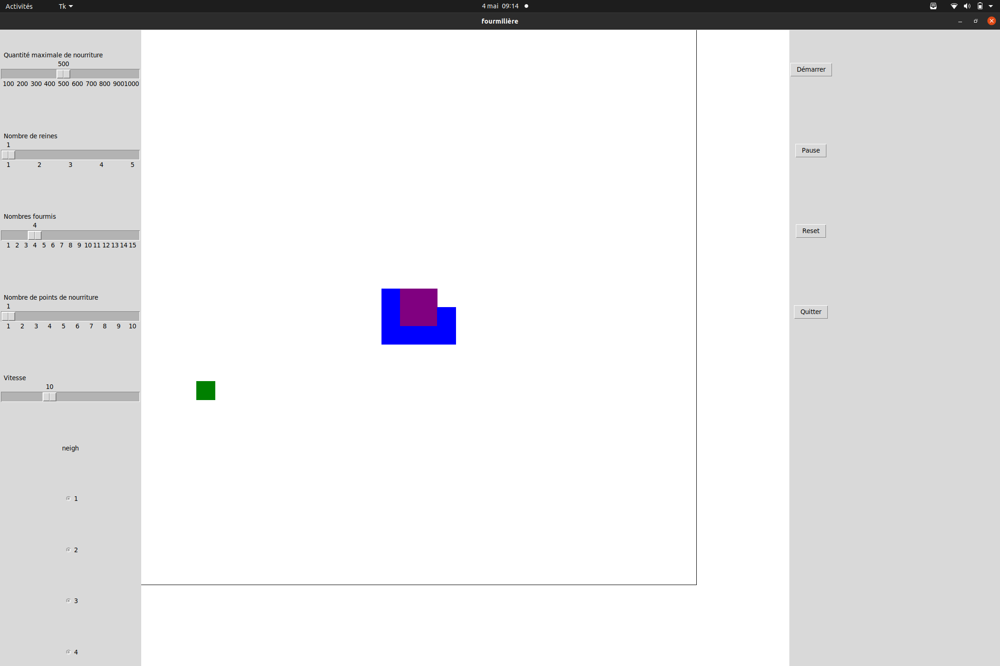 Activités
Tk
4 mai 09:14
fourmilière
Quantité maximale de nourriture
500
100 200 300 400 500 600 700 800 900 1000
Nombre de reines
1
1 2 3 4 5
Nombres fourmis
4
1 2 3 4 5 6 7 8 9 10 11 12 13 14 15
Nombre de points de nourriture
1
1 2 3 4 5 6 7 8 9 10
Vitesse
10
neigh
1
2
3
4
Démarrer
Pause
Reset
Quitter